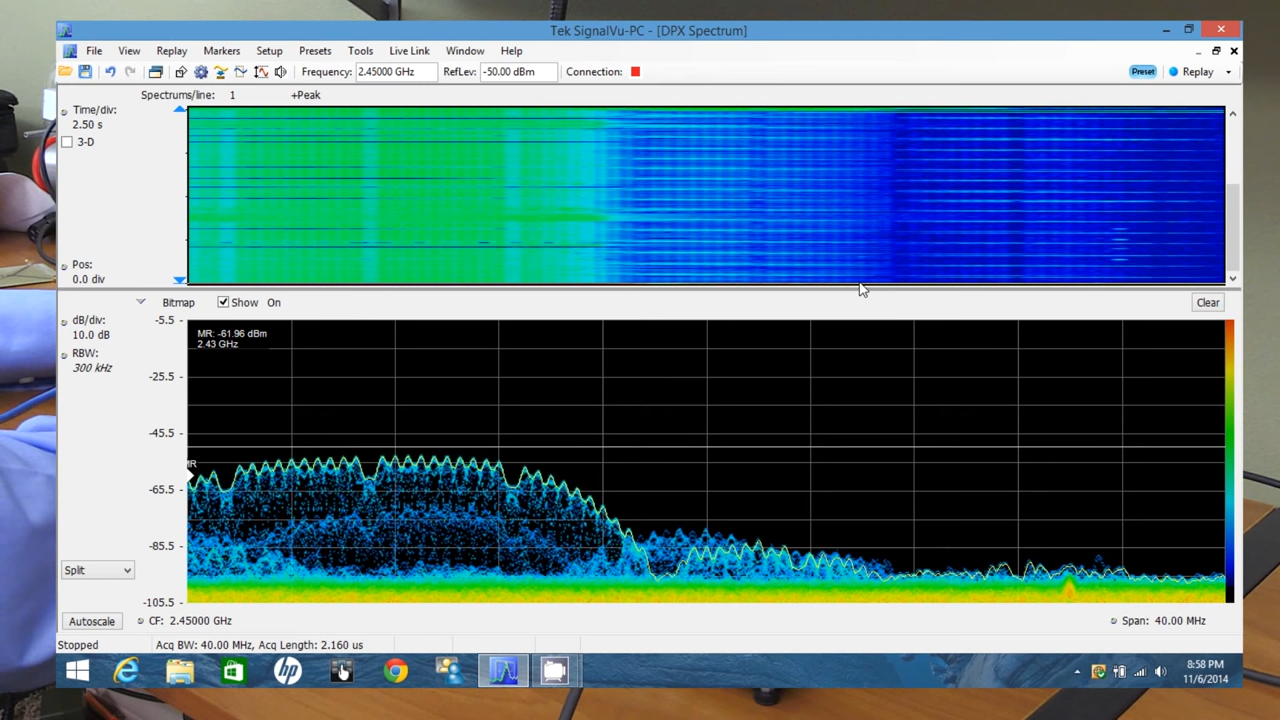 Tek SignalVu-PC - [DPX Spectrum]
File View Replay Markers Setup Presets Tools Live Link Window Help
Frequency: 2.45000 GHz RefLev: -50.00 dBm Connection: Preset Replay
Spectrums/line: 1 +Peak
Time/div:
2.50 s
3-D
Pos:
0.0 div
Bitmap Show On Clear
dB/div:
10.0 dB
RBW:
300 kHz
-5.5
MR: -61.96 dBm
2.43 GHz
-25.5
-45.5
MR
-65.5
-85.5
Split
-105.5
Autoscale CF: 2.45000 GHz Span: 40.00 MHz
Stopped Acq BW: 40.00 MHz, Acq Length: 2.160 us
hp
8:58 PM
11/6/2014